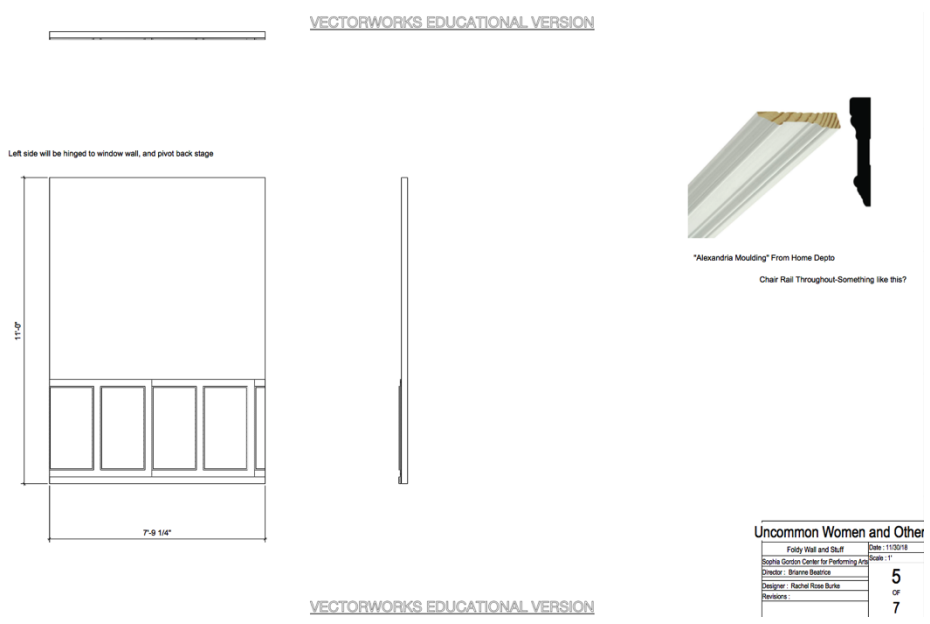 VECTORWORKS EDUCATIONAL VERSION
Left side will be hinged to window wall, and pivot back stage
11'-0"
7'-9 1/4"
"Alexandria Moulding" From Home Depto
Chair Rail Throughout-Something like this?
Uncommon Women and Other
Foldy Wall and Stuff
Date : 11/30/18
Sophia Gordon Center for Performing Arts
Scale : 1'
Director : Brianne Beatrice
Designer : Rachel Rose Burke
Revisions :
5
OF
7
VECTORWORKS EDUCATIONAL VERSION